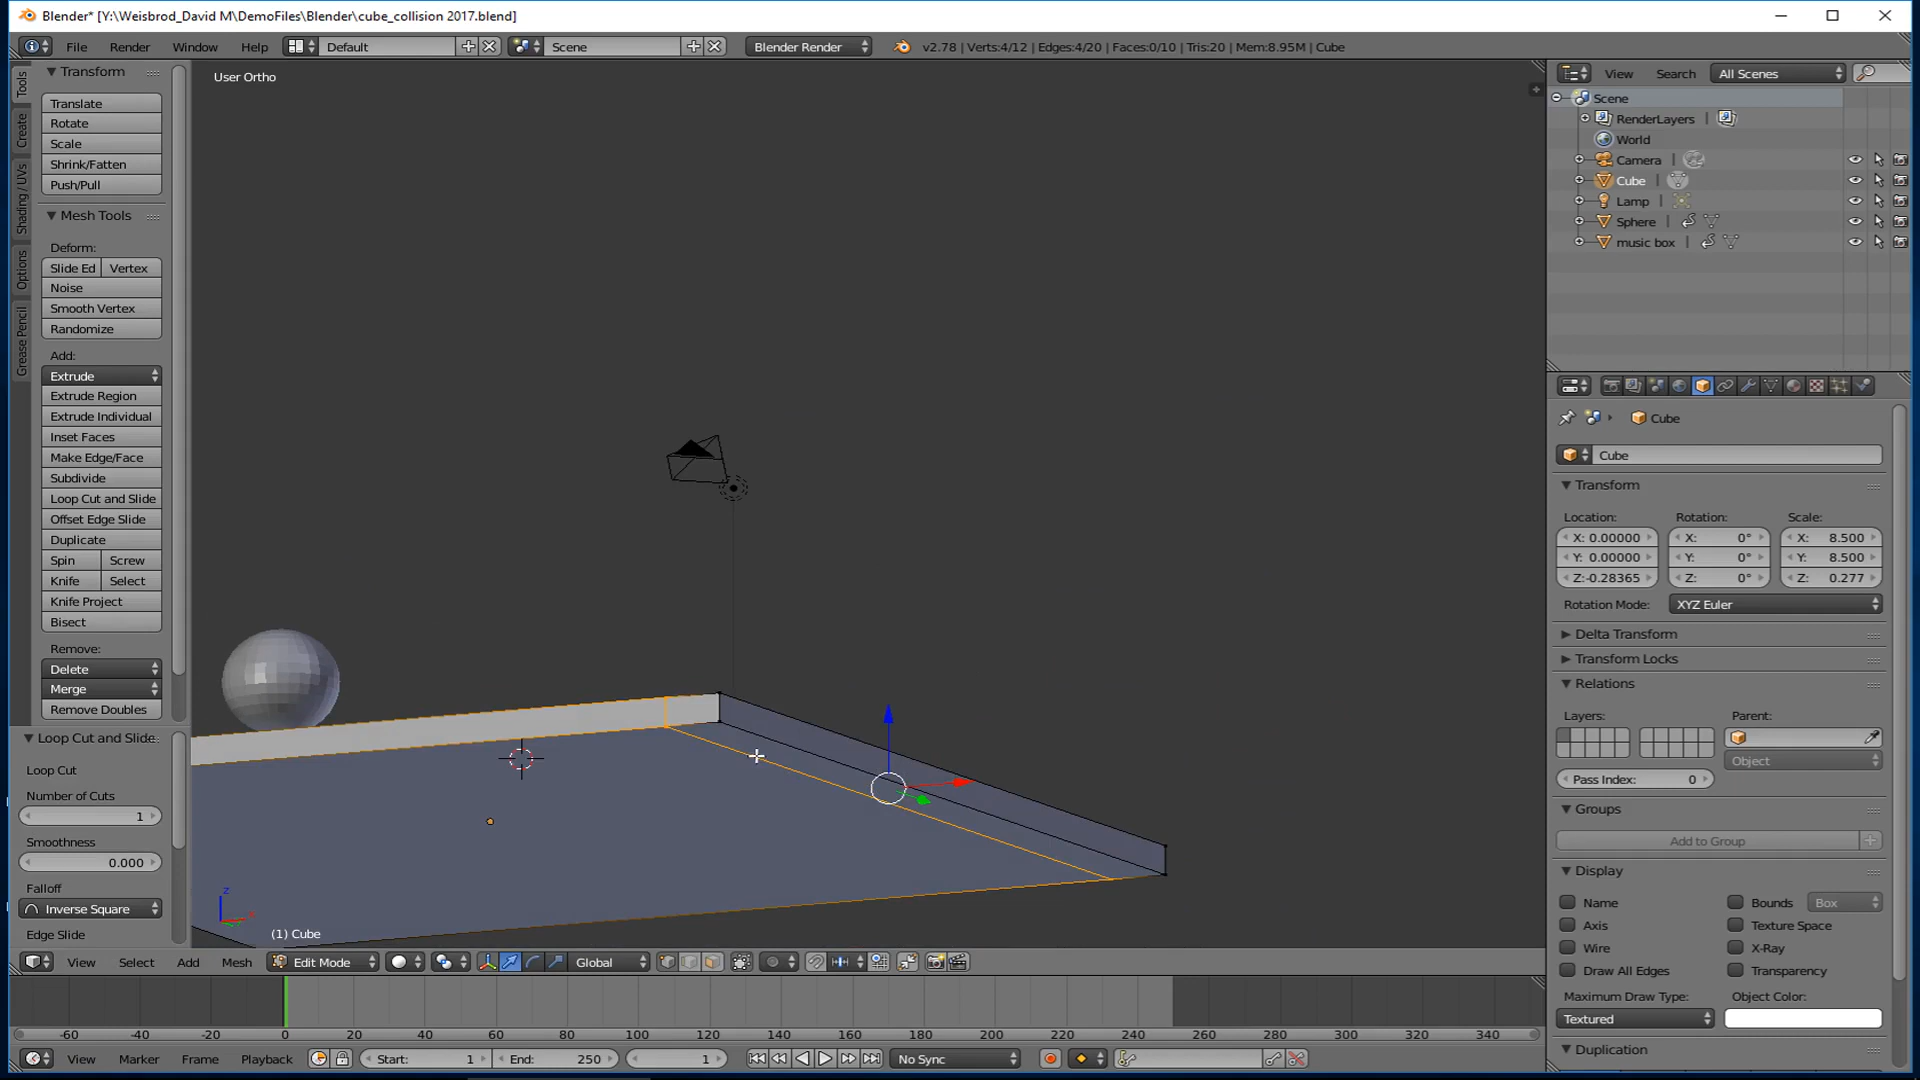 Blender* [Y:\Weisbrod_David M\DemoFiles\Blender\cube_collision 2017.blend]
File Render Window Help Default Scene Blender Render v2.78 | Verts:4/12 | Edges:4/20 | Faces:0/10 | Tris:20 | Mem:8.95M | Cube
Tools
Create
Shading / UVs
Options
Grease Pencil
Transform
Translate
Rotate
Scale
Shrink/Fatten
Push/Pull
Mesh Tools
Deform:
Slide Ed Vertex
Noise
Smooth Vertex
Randomize
Add:
Extrude
Extrude Region
Extrude Individual
Inset Faces
Make Edge/Face
Subdivide
Loop Cut and Slide
Offset Edge Slide
Duplicate
Spin Screw
Knife Select
Knife Project
Bisect
Remove:
Delete
Merge
Remove Doubles
Loop Cut and Slide
Loop Cut
Number of Cuts
1
Smoothness
0.000
Falloff
Inverse Square
Edge Slide
User Ortho
z
(1) Cube
View Select Add Mesh Edit Mode Global
-60 -40 -20 0 20 40 60 80 100 120 140 160 180 200 220 240 260 280 300 320 340
View Marker Frame Playback Start: 1 End: 250 1 No Sync
View Search All Scenes
Scene
RenderLayers
World
Camera
Cube
Lamp
Sphere
music box
Cube
Cube
Transform
Location: Rotation: Scale:
X: 0.00000 X: 0° X: 8.500
Y: 0.00000 Y: 0° Y: 8.500
Z:-0.28365 Z: 0° Z: 0.277
Rotation Mode: XYZ Euler
Delta Transform
Transform Locks
Relations
Layers: Parent:
Object
Pass Index: 0
Groups
Add to Group
Display
Name Bounds Box
Axis Texture Space
Wire X-Ray
Draw All Edges Transparency
Maximum Draw Type: Object Color:
Textured
Duplication